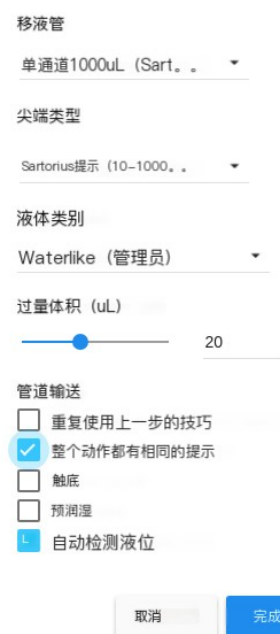 移液管
单通道1000uL（Sart。。
尖端类型
Sartorius提示（10-1000。。
液体类别
Waterlike（管理员）
过量体积（uL）
20
管道输送
重复使用上一步的技巧
整个动作都有相同的提示
触底
预润湿
L 自动检测液位
取消 完成